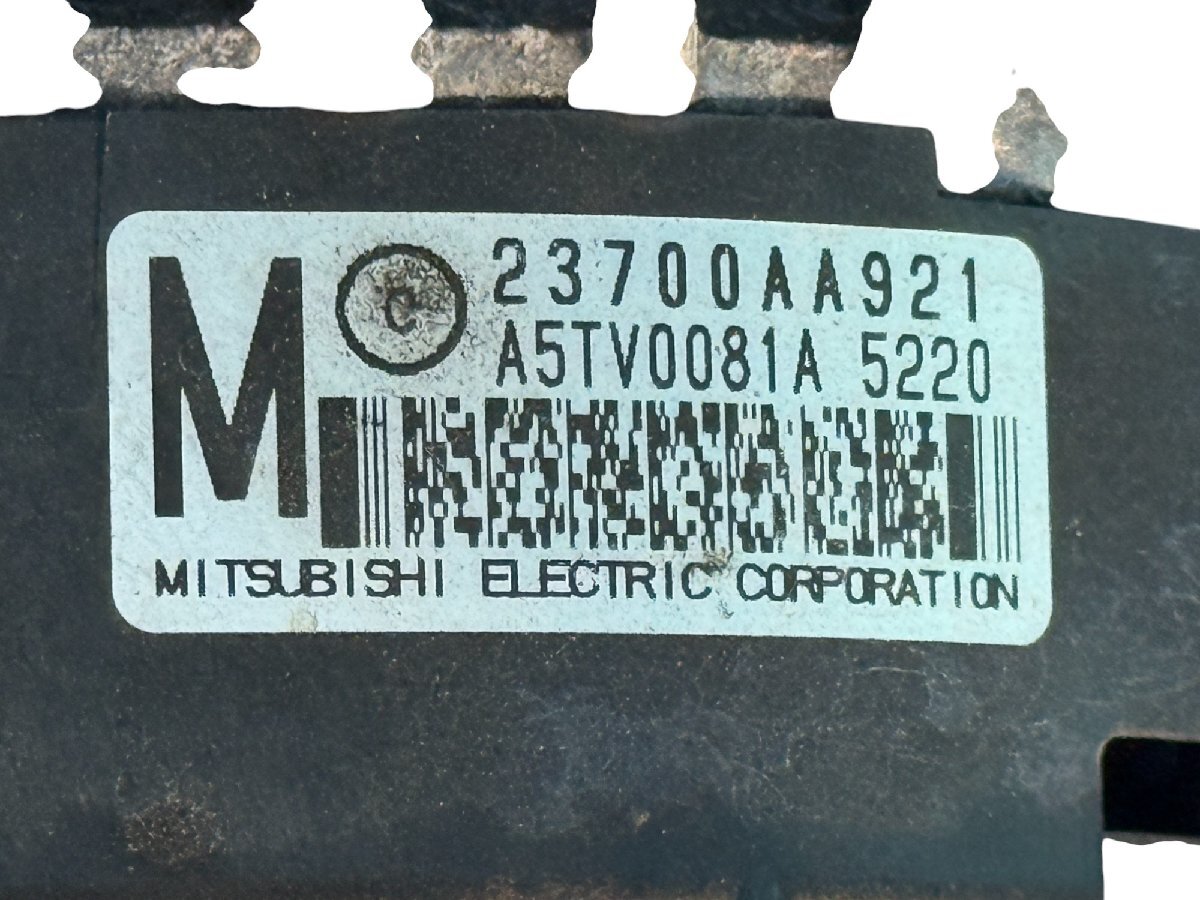 M C 23700AA921
A5TV0081A 5220
MITSUBISHI ELECTRIC CORPORATION